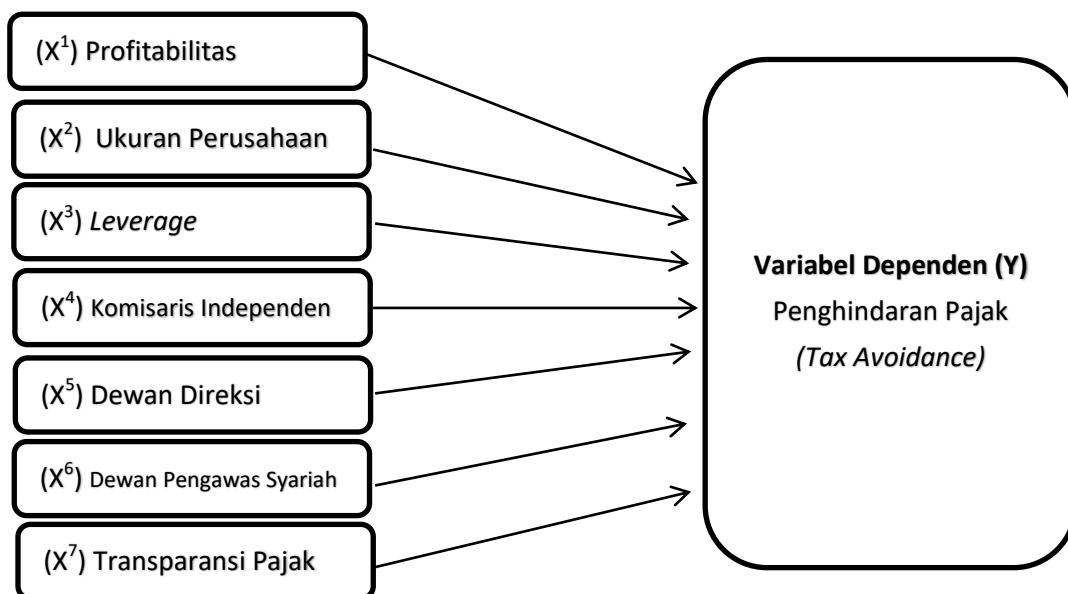 (X¹) Profitabilitas
(X²) Ukuran Perusahaan
(X³) Leverage
(X⁴) Komisaris Independen
(X⁵) Dewan Direksi
(X⁶) Dewan Pengawas Syariah
(X⁷) Transparansi Pajak
Variabel Dependen (Y)
Penghindaran Pajak
(Tax Avoidance)